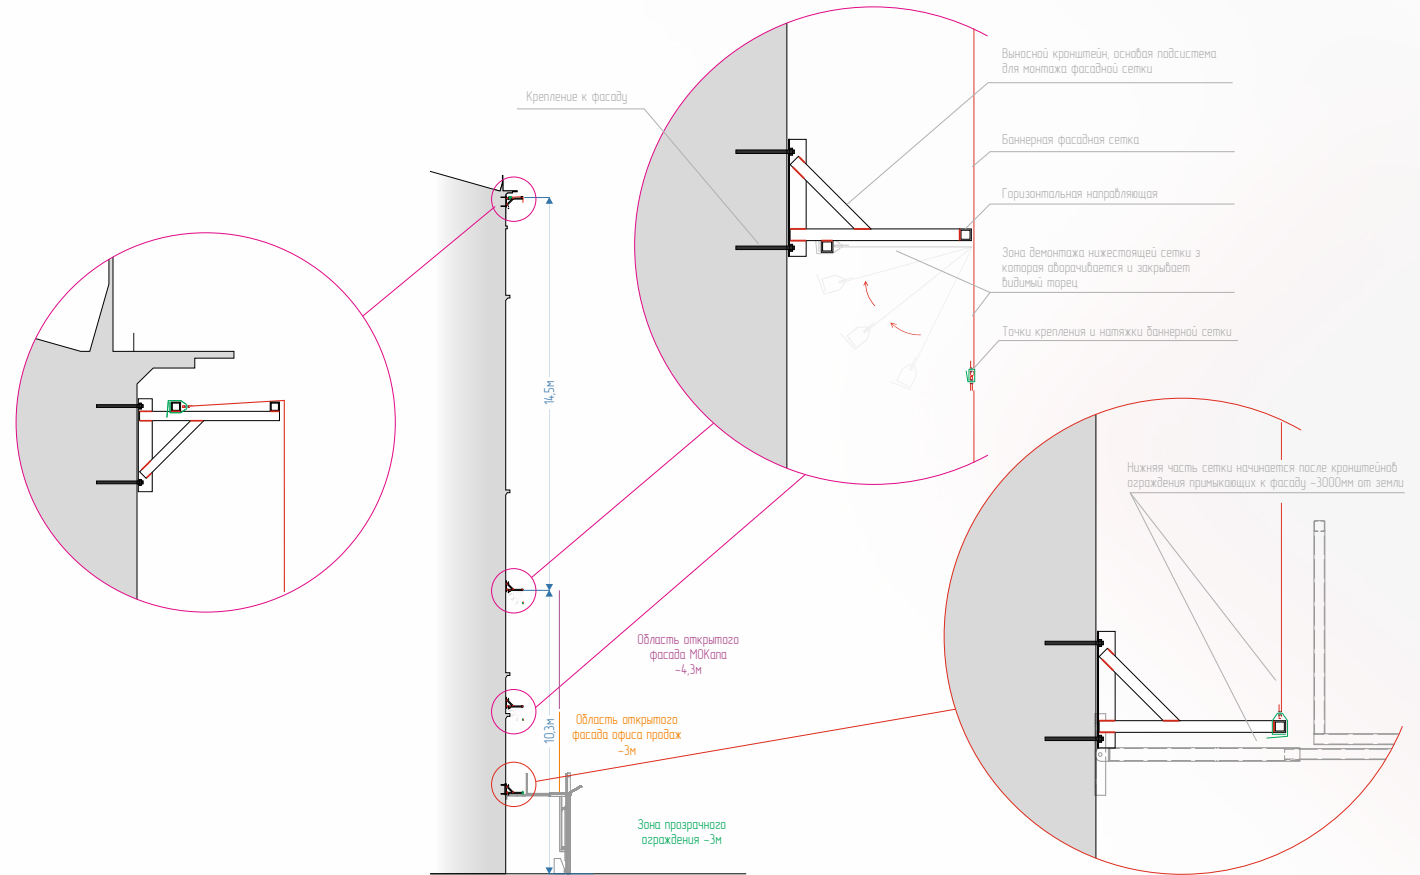 Выносной кронштейн, основая подсистема
для монтажа фасадной сетки
Крепление к фасаду
Баннерная фасадная сетка
Горизонтальная направляющая
Зона демонтажа нижестоящей сетки з
которая аворачивается и закрывает
видимый торец
Точки крепления и натяжки баннерной сетки
14,5м
Нижняя часть сетки начинается после кронштейнов
ограждения примыкающих к фасаду ~3000мм от земли
Область открытого
фасада МОКапа
~4,3м
10,3м
Область открытого
фасада офиса продаж
~3м
Зона прозрачного
ограждения ~3м